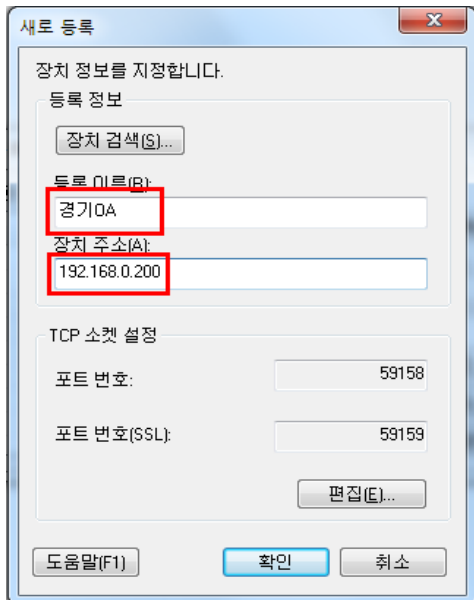 새로 등록
장치 정보를 지정합니다.
등록 정보
장치 검색(S)...
등록 이름(B):
경기OA
장치 주소(A):
192.168.0.200
TCP 소켓 설정
포트 번호:
59158
포트 번호(SSL):
59159
편집(E)...
도움말(F1)
확인
취소